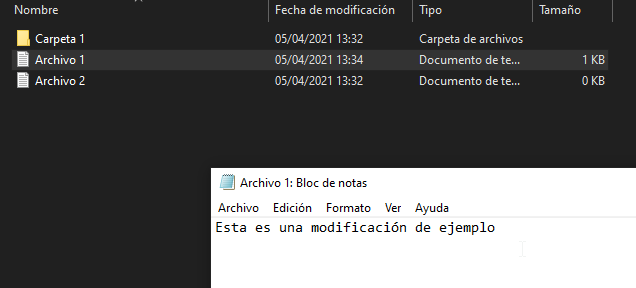 Nombre Fecha de modificación Tipo Tamaño
Carpeta 1 05/04/2021 13:32 Carpeta de archivos
Archivo 1 05/04/2021 13:34 Documento de te... 1 KB
Archivo 2 05/04/2021 13:32 Documento de te... 0 KB
Archivo 1: Bloc de notas
Archivo Edición Formato Ver Ayuda
Esta es una modificación de ejemplo